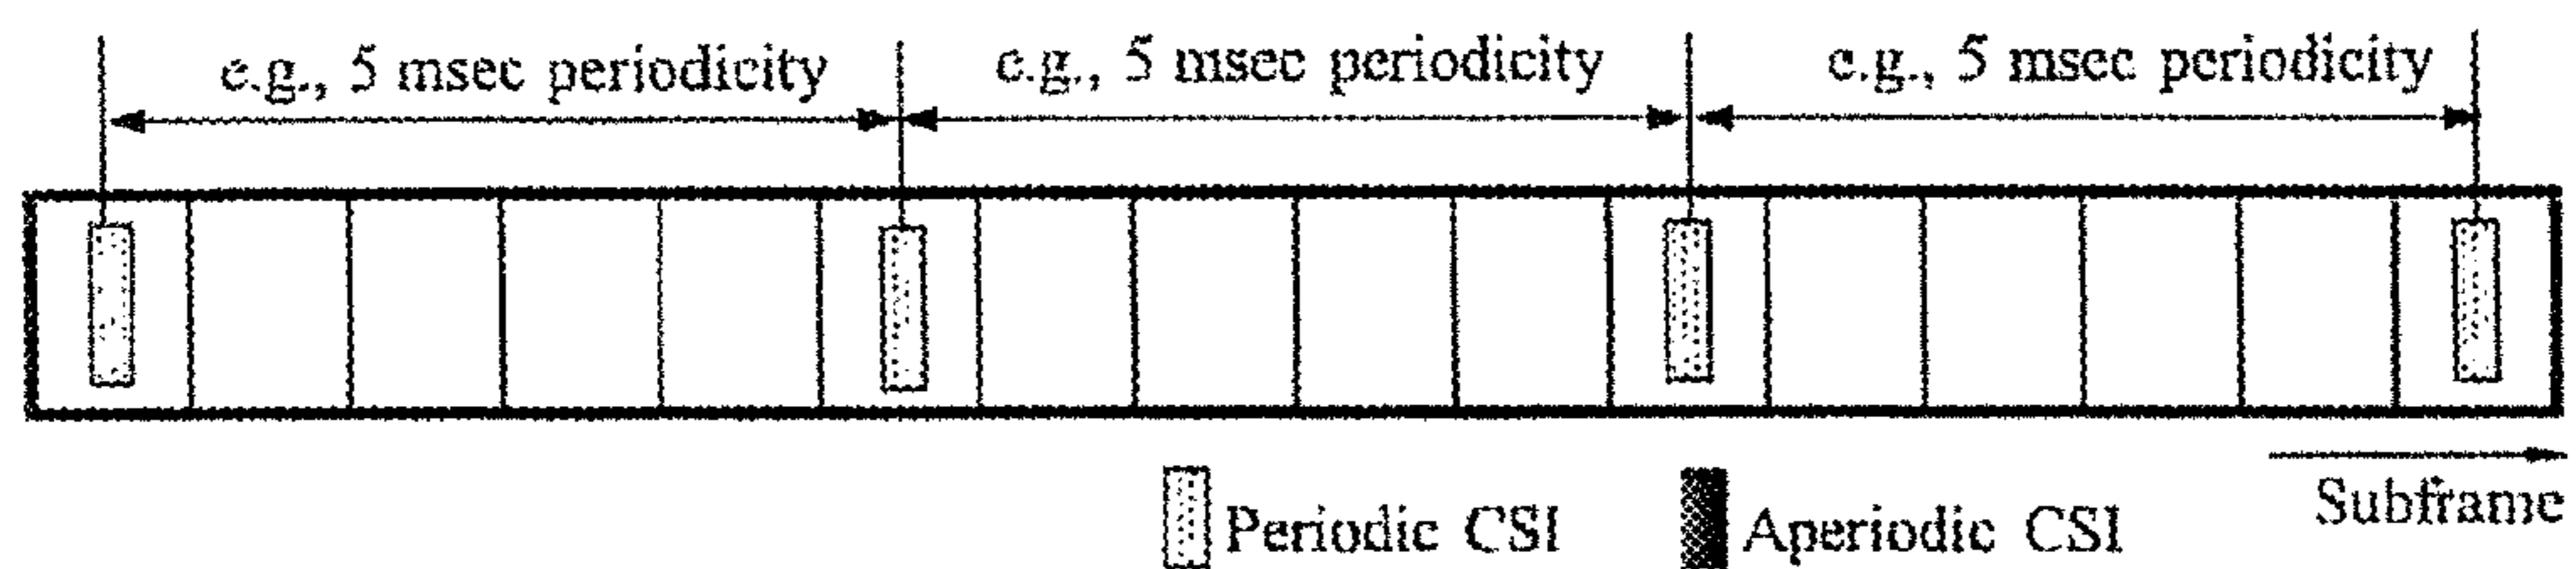 e.g., 5 msec periodicity
e.g., 5 msec periodicity
e.g., 5 msec periodicity
Periodic CSI
Aperiodic CSI
Subframe